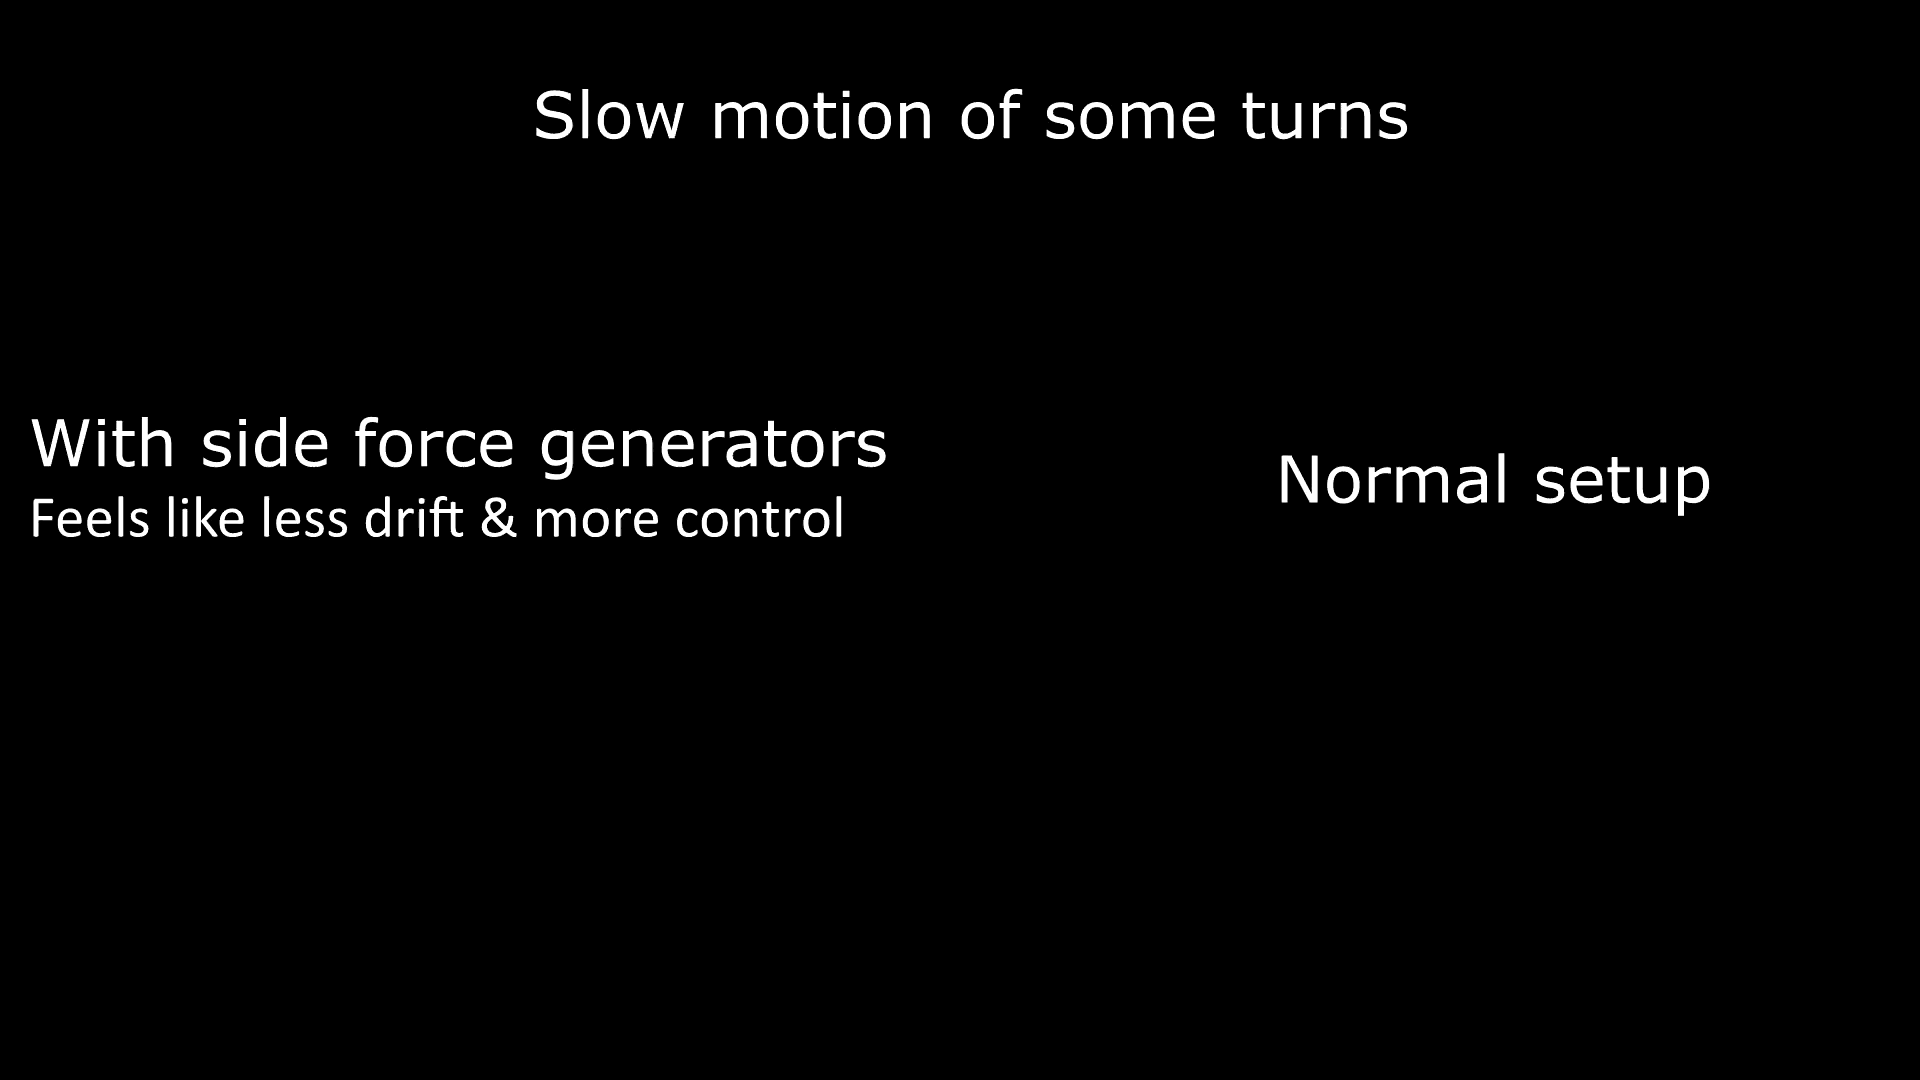 Slow motion of some turns
With side force generators
Feels like less drift & more control
Normal setup